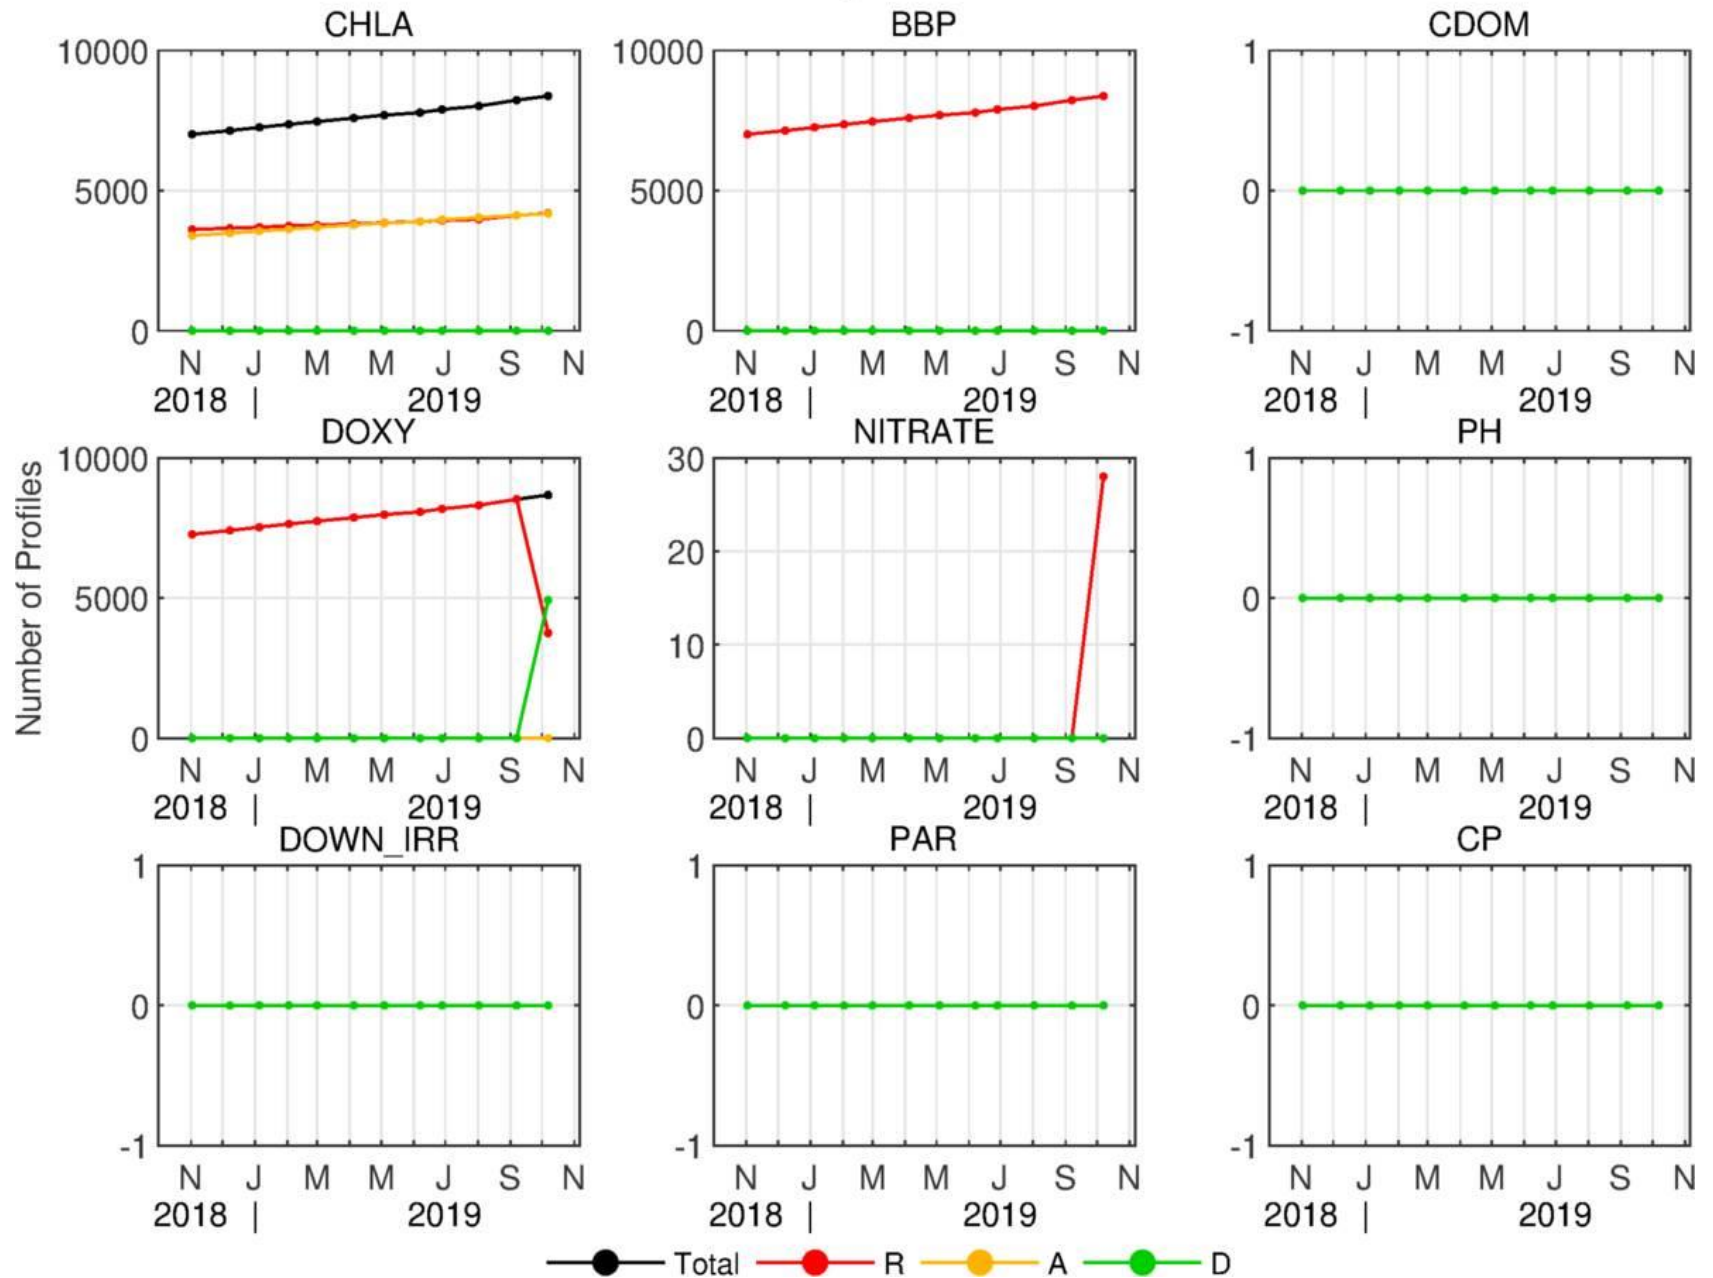 CHLA BBP CDOM
10000 10000 1
5000 5000 0
0 0 -1
N J M M J S N N J M M J S N N J M M J S N
2018 | 2019 2018 | 2019 2018 | 2019
DOXY NITRATE PH
Number of Profiles
10000 30 1
20
5000 0
10
0 0 -1
N J M M J S N N J M M J S N N J M M J S N
2018 | 2019 2018 | 2019 2018 | 2019
DOWN_IRR PAR CP
1 1 1
0 0 0
-1 -1 -1
N J M M J S N N J M M J S N N J M M J S N
2018 | 2019 2018 | 2019 2018 | 2019
Total R A D